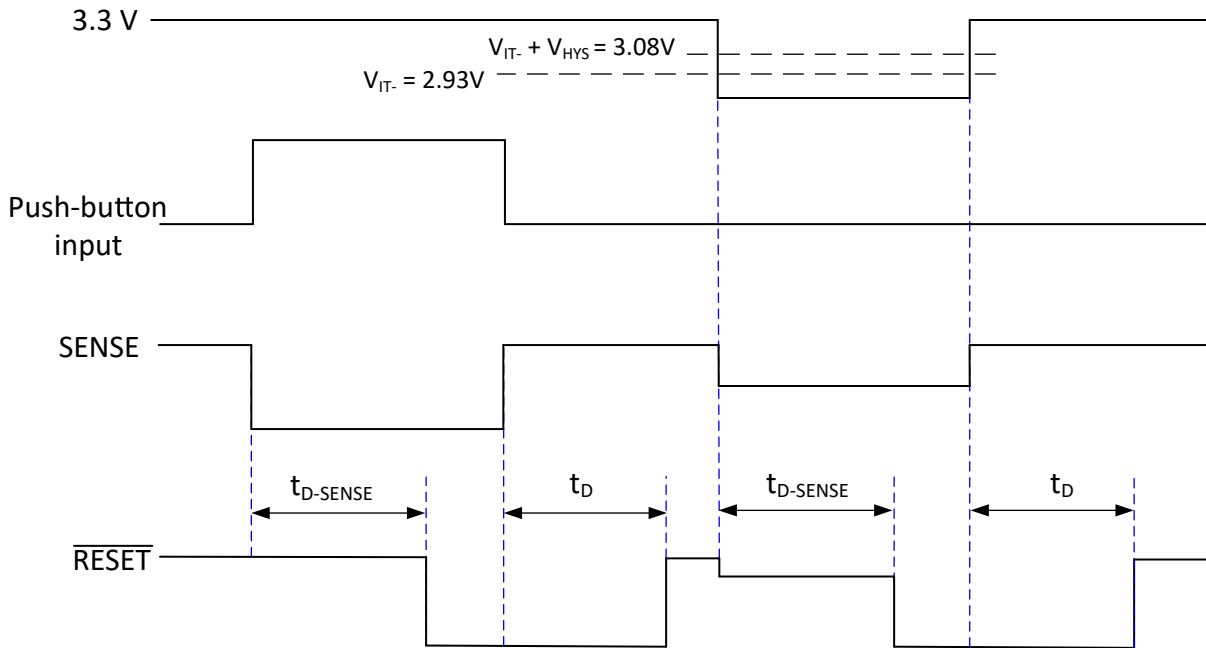 3.3 V
V_IT- + V_HYS = 3.08V
V_IT- = 2.93V
Push-button
input
SENSE
t_D-SENSE
t_D
t_D-SENSE
t_D
R̅E̅S̅E̅T̅